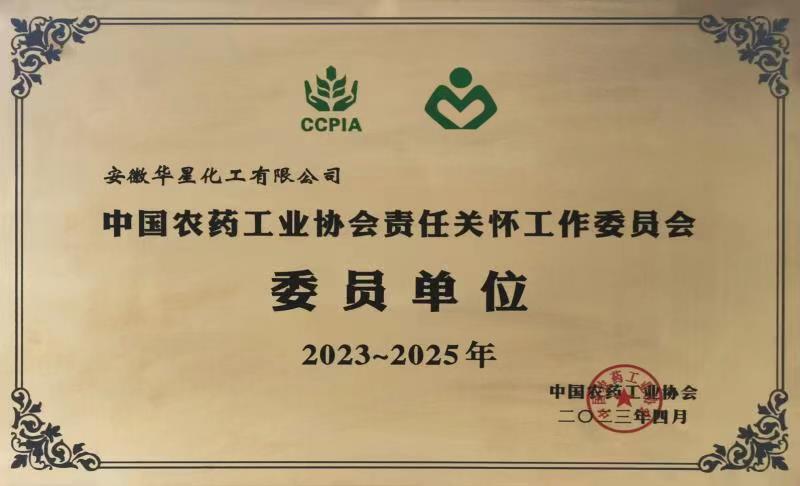 CCPIA
安徽华星化工有限公司
中国农药工业协会责任关怀工作委员会
委员单位
2023~2025年
中国农药工业协会
二〇二三年四月